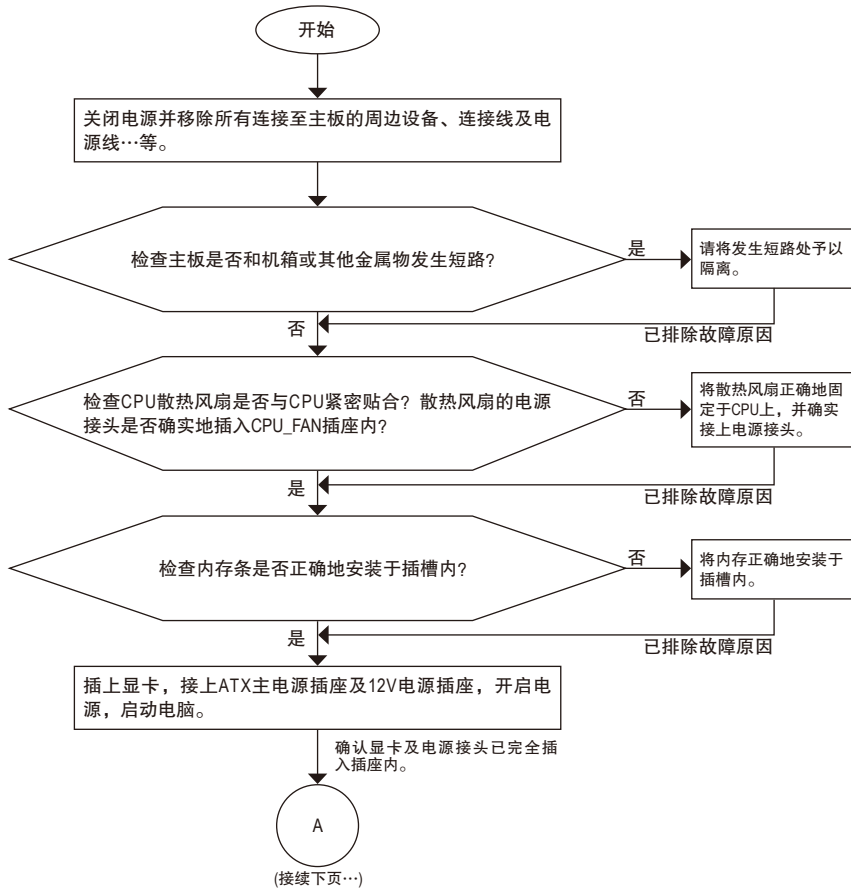 开始
关闭电源并移除所有连接至主板的周边设备、连接线及电
源线…等。
检查主板是否和机箱或其他金属物发生短路?
是
请将发生短路处予以
隔离。
否
已排除故障原因
检查CPU散热风扇是否与CPU紧密贴合？散热风扇的电源
接头是否确实地插入CPU_FAN插座内?
否
将散热风扇正确地固
定于CPU上，并确实
接上电源接头。
是
已排除故障原因
检查内存条是否正确地安装于插槽内?
否
将内存正确地安装于
插槽内。
是
已排除故障原因
插上显卡，接上ATX主电源插座及12V电源插座，开启电
源，启动电脑。
确认显卡及电源接头已完全插
入插座内。
A
(接续下页…)